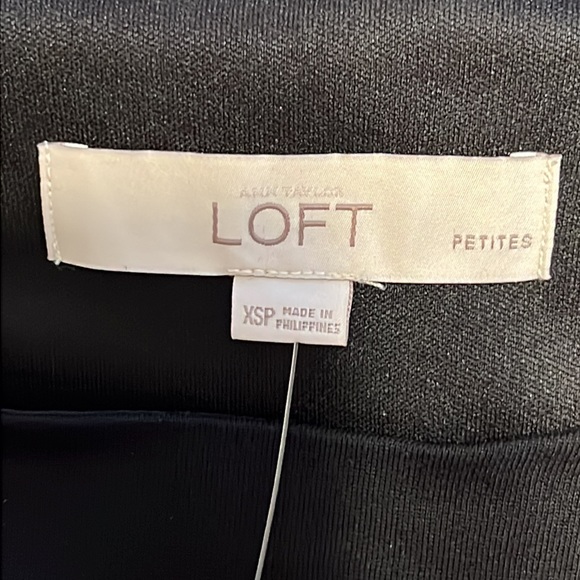 ANN TAYLOR
LOFT
PETITES
XSP MADE IN
PHILIPPINES